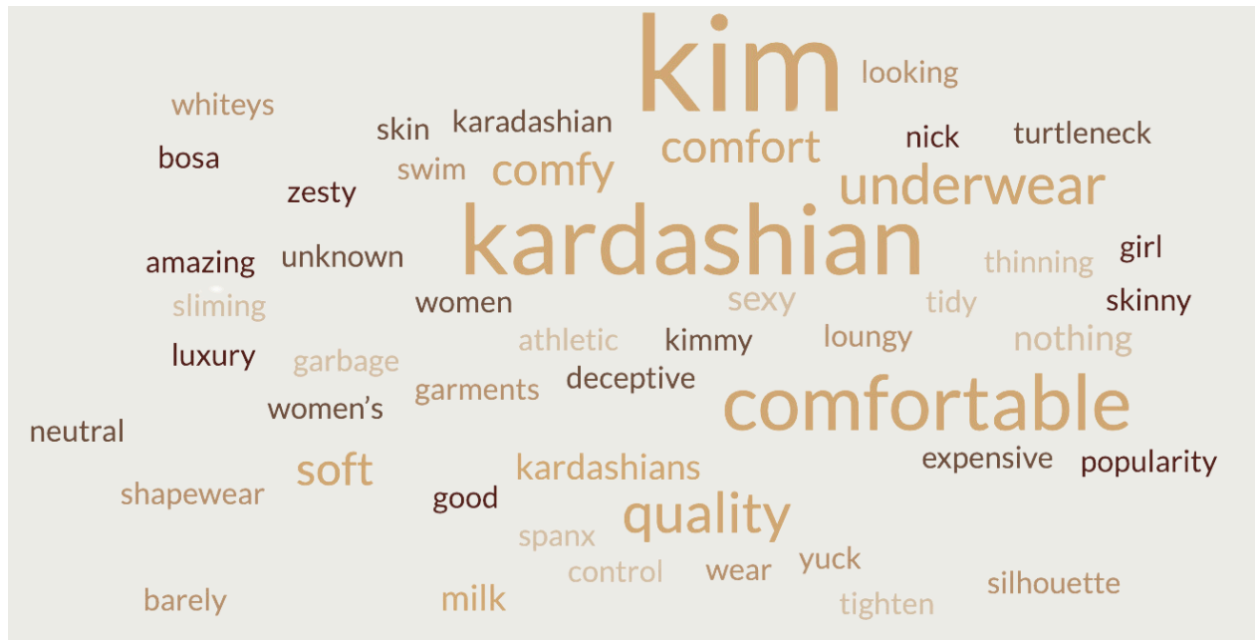 kim
looking
whiteys
skin
karadashian
comfort
nick
turtleneck
bosa
swim
comfy
underwear
zesty
kardashian
amazing
unknown
thinning
girl
sliming
women
sexy
tidy
skinny
luxury
garbage
athletic
kimmy
loungy
nothing
deceptive
garments
comfortable
women’s
neutral
soft
kardashians
expensive
popularity
shapewear
good
quality
spanx
control
wear
yuck
silhouette
barely
milk
tighten